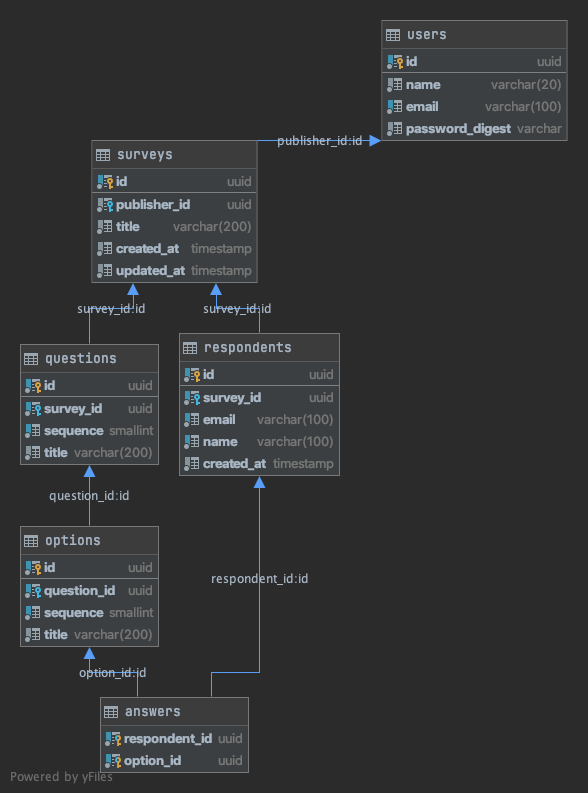 users
id uuid
name varchar(20)
email varchar(100)
password_digest varchar
publisher_id:id
surveys
id uuid
publisher_id uuid
title varchar(200)
created_at timestamp
updated_at timestamp
survey_id:id
survey_id:id
questions
id uuid
survey_id uuid
sequence smallint
title varchar(200)
respondents
id uuid
survey_id uuid
email varchar(100)
name varchar(100)
created_at timestamp
question_id:id
options
id uuid
question_id uuid
sequence smallint
title varchar(200)
respondent_id:id
option_id:id
answers
respondent_id uuid
option_id uuid
Powered by yFiles